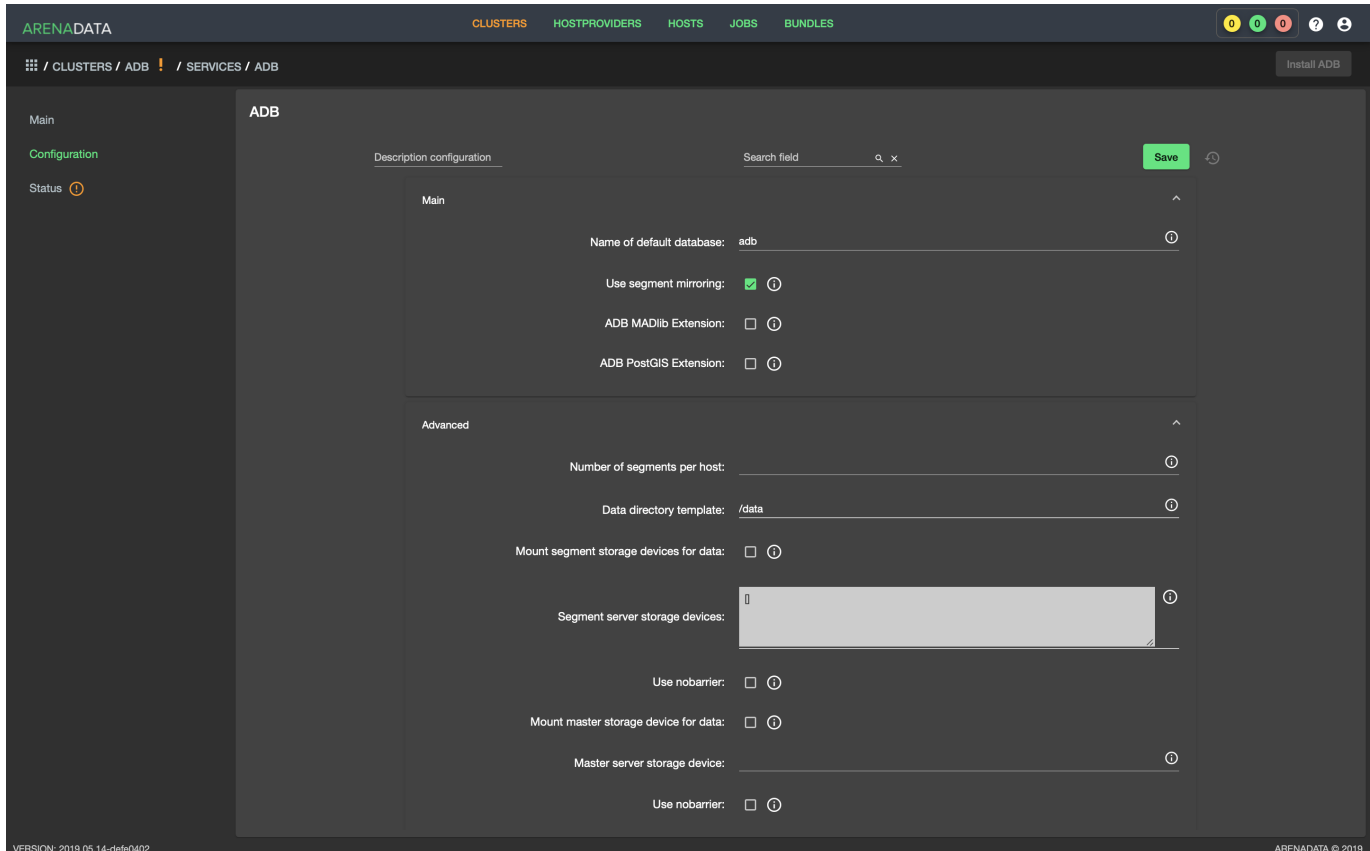 ARENADATA CLUSTERS HOSTPROVIDERS HOSTS JOBS BUNDLES 0 0 0
/ CLUSTERS / ADB ! / SERVICES / ADB Install ADB
Main
Configuration
Status
ADB
Description configuration Search field Save
Main
Name of default database: adb
Use segment mirroring:
ADB MADlib Extension:
ADB PostGIS Extension:
Advanced
Number of segments per host:
Data directory template: /data
Mount segment storage devices for data:
Segment server storage devices: []
Use nobarrier:
Mount master storage device for data:
Master server storage device:
Use nobarrier:
VERSION: 2019.05.14-defe0402 ARENADATA © 2019